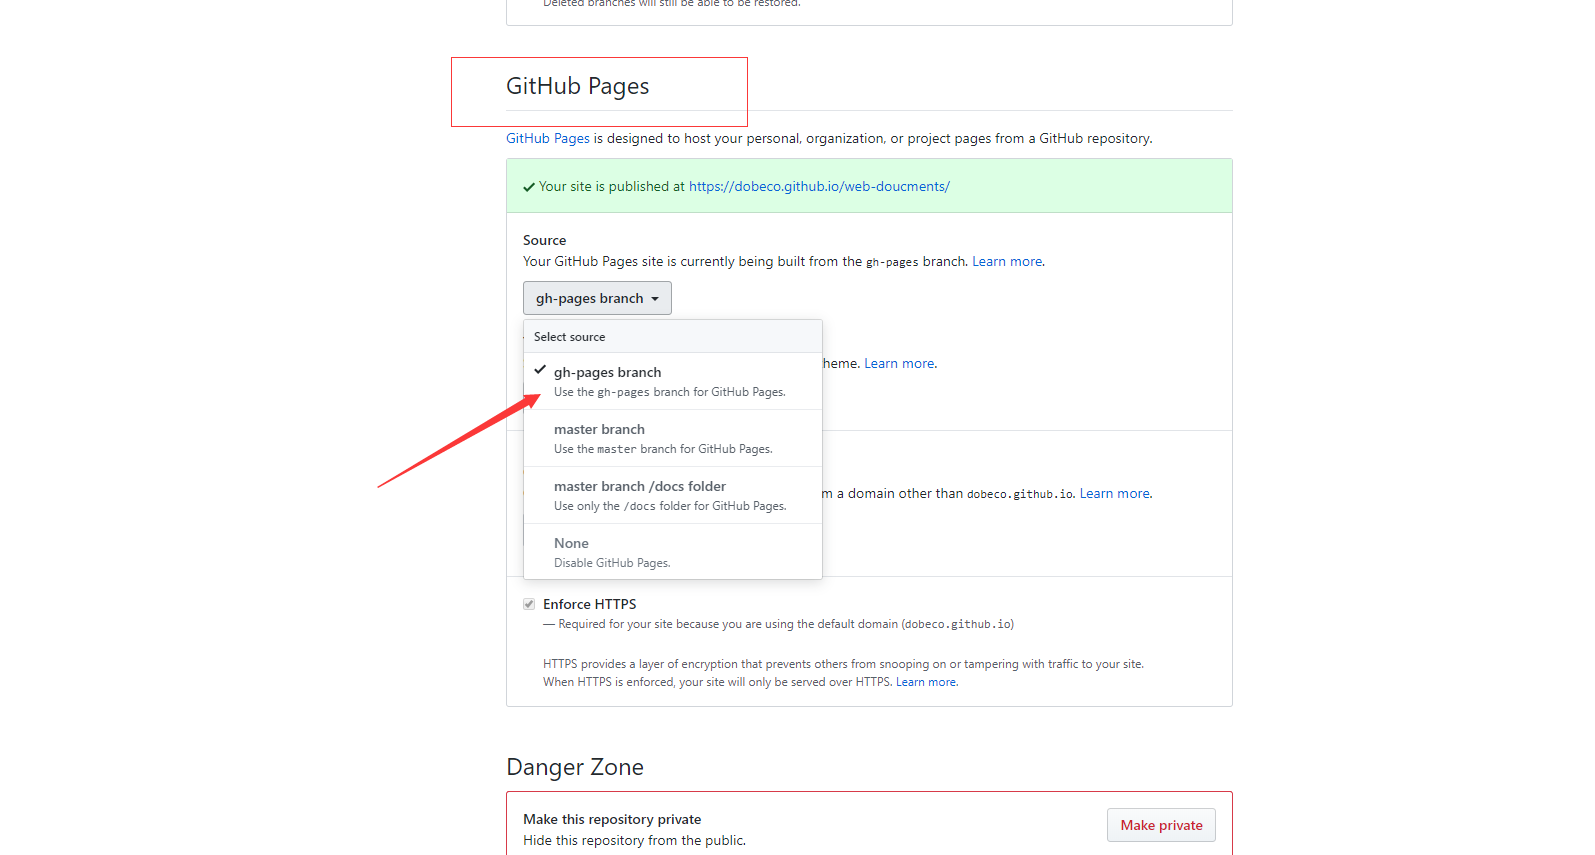 Deleted branches will still be able to be restored.
GitHub Pages
GitHub Pages is designed to host your personal, organization, or project pages from a GitHub repository.
Your site is published at https://dobeco.github.io/web-doucments/
Source
Your GitHub Pages site is currently being built from the gh-pages branch. Learn more.
gh-pages branch
Select source
gh-pages branch
heme. Learn more.
Use the gh-pages branch for GitHub Pages.
master branch
Use the master branch for GitHub Pages.
master branch /docs folder
m a domain other than dobeco.github.io. Learn more.
Use only the /docs folder for GitHub Pages.
None
Disable GitHub Pages.
Enforce HTTPS
— Required for your site because you are using the default domain (dobeco.github.io)
HTTPS provides a layer of encryption that prevents others from snooping on or tampering with traffic to your site.
When HTTPS is enforced, your site will only be served over HTTPS. Learn more.
Danger Zone
Make this repository private
Make private
Hide this repository from the public.